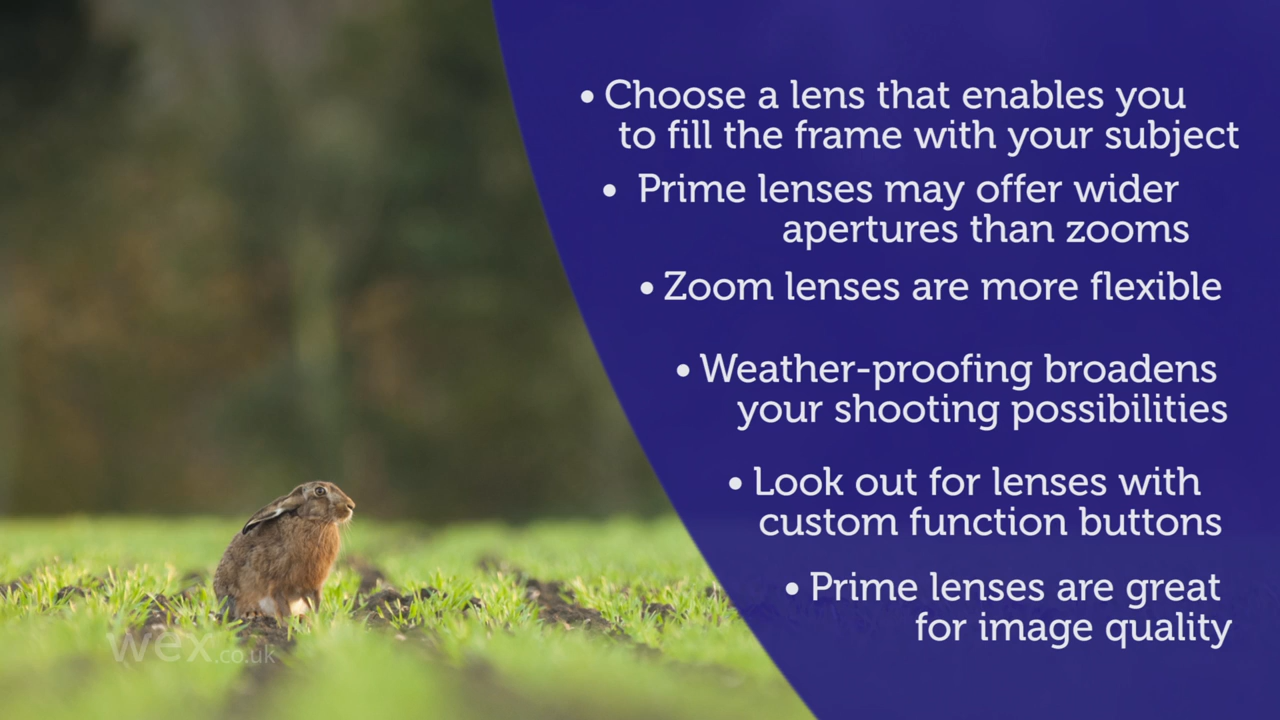 • Choose a lens that enables you
to fill the frame with your subject
• Prime lenses may offer wider
apertures than zooms
• Zoom lenses are more flexible
• Weather-proofing broadens
your shooting possibilities
• Look out for lenses with
custom function buttons
• Prime lenses are great
for image quality
wex.co.uk